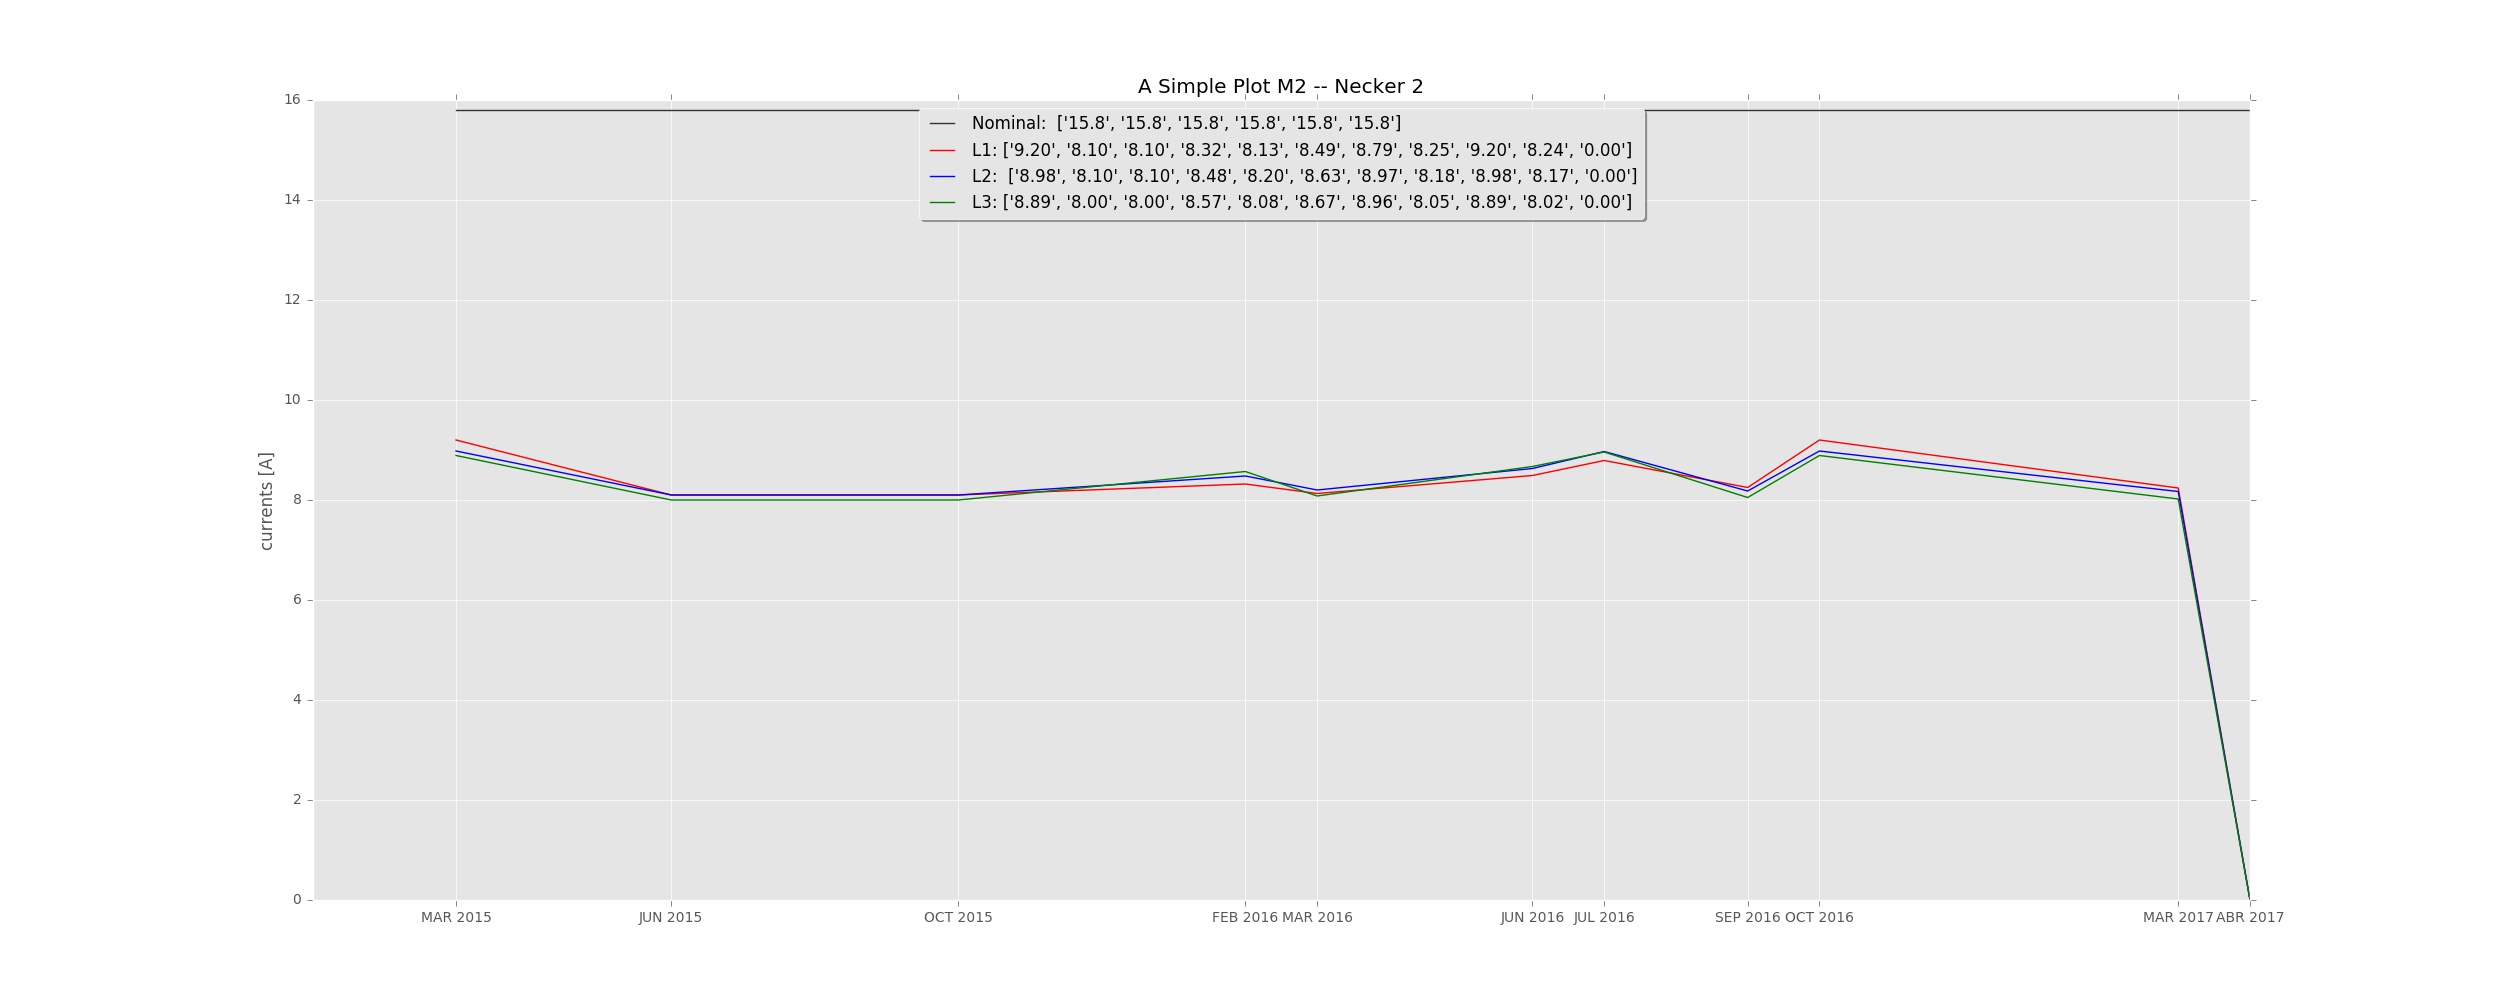 A Simple Plot M2 -- Necker 2
Nominal:  ['15.8', '15.8', '15.8', '15.8', '15.8', '15.8']
L1: ['9.20', '8.10', '8.10', '8.32', '8.13', '8.49', '8.79', '8.25', '9.20', '8.24', '0.00']
L2:  ['8.98', '8.10', '8.10', '8.48', '8.20', '8.63', '8.97', '8.18', '8.98', '8.17', '0.00']
L3: ['8.89', '8.00', '8.00', '8.57', '8.08', '8.67', '8.96', '8.05', '8.89', '8.02', '0.00']
16
14
12
10
8
6
4
2
0
currents [A]
MAR 2015 JUN 2015 OCT 2015 FEB 2016 MAR 2016 JUN 2016 JUL 2016 SEP 2016 OCT 2016 MAR 2017 ABR 2017